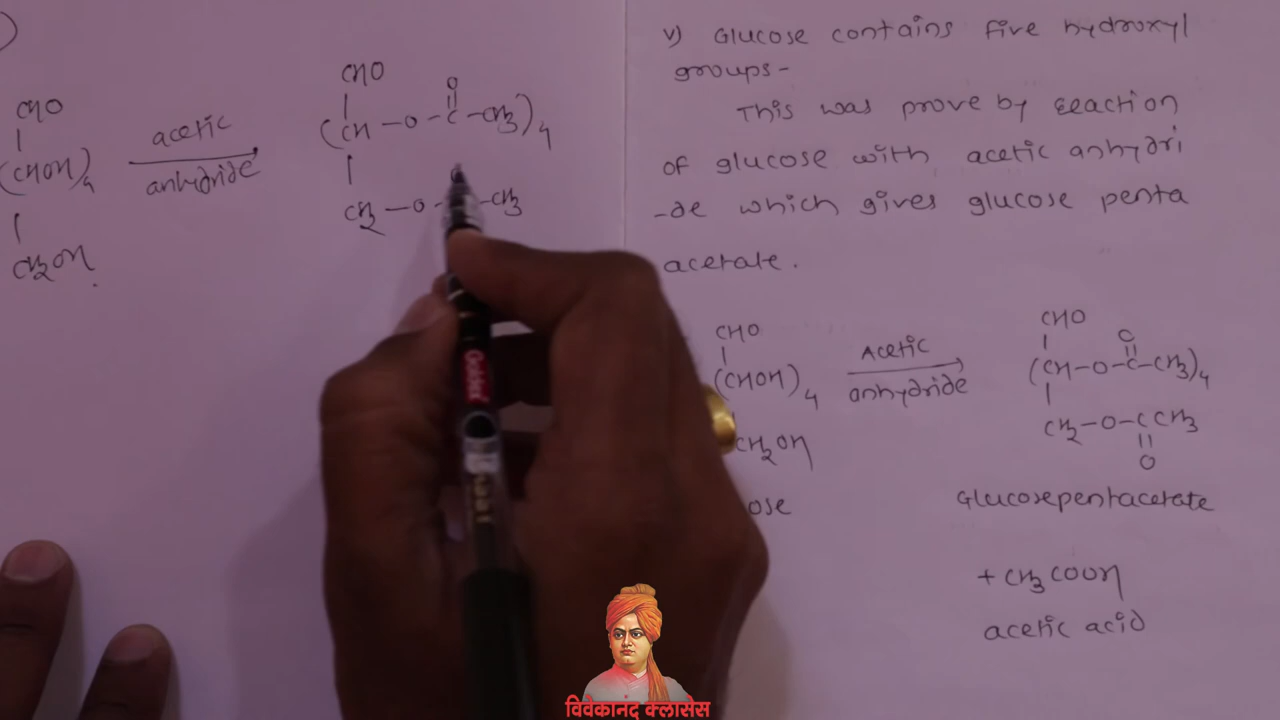 CHO
|
(CHOH)4
|
CH2OH.
acetic
anhydride
CHO
|
O
||
(CH-O-C-CH3)4
|
CH2-O- -CH3
v) Glucose contains five hydroxyl
groups-
This was prove by reaction
of glucose with acetic anhydri
-de which gives glucose penta
acetate.
CHO
|
(CHOH)4
CH2OH
ose
Acetic
anhydride
CHO
|
O
||
(CH-O-C-CH3)4
|
CH2-O-CCH3
||
O
Glucosepentacetate
+ CH3COOH
acetic acid
विवेकानंद क्लासेस